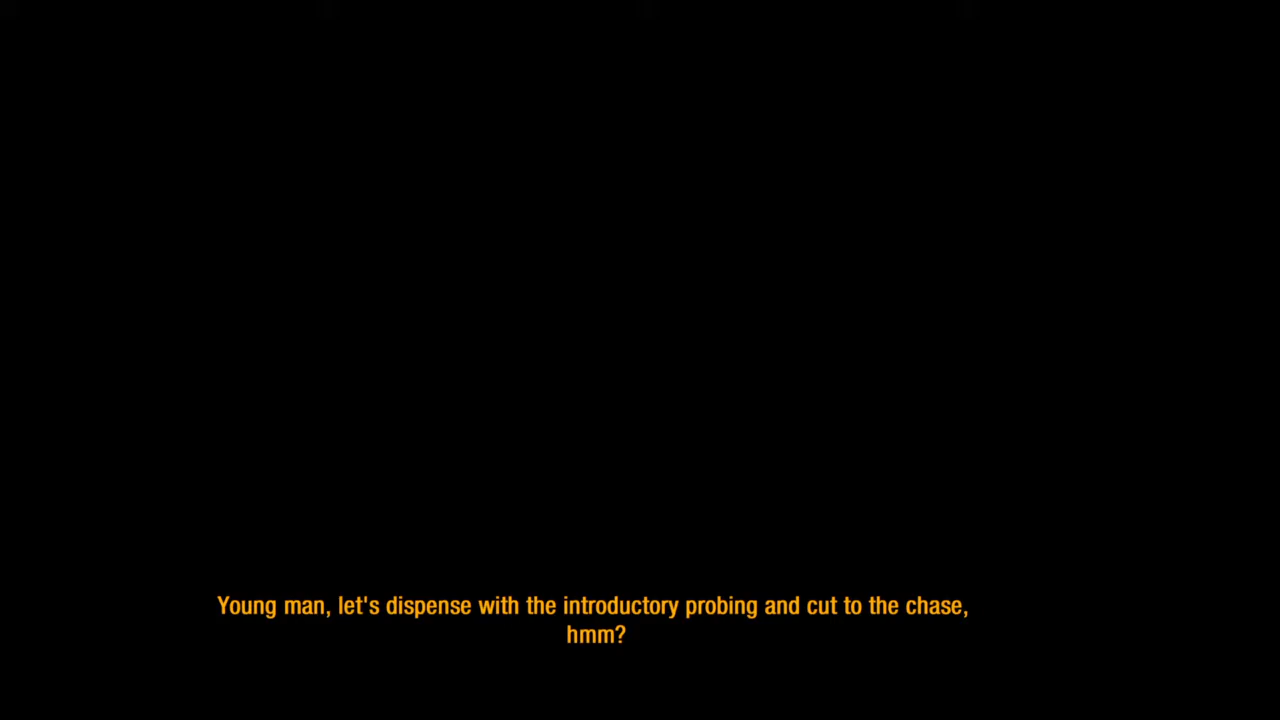 Young man, let's dispense with the introductory probing and cut to the chase,
hmm?